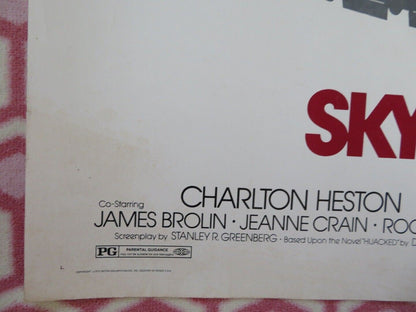 SKY
CHARLTON HESTON
Co-Starring
JAMES BROLIN · JEANNE CRAIN · ROO
Screenplay by STANLEY R. GREENBERG · Based Upon the Novel "HIJACKED" by D
PG PARENTAL GUIDANCE